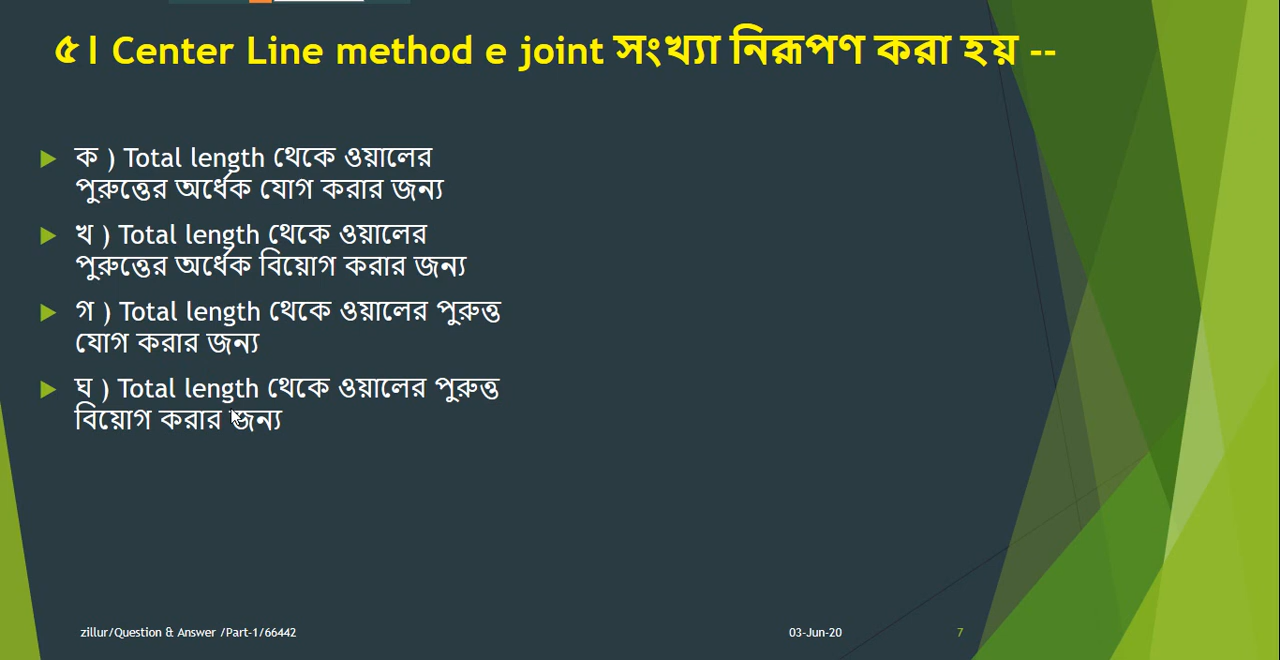 ৫। Center Line method e joint সংখ্যা নিরূপণ করা হয় --
ক ) Total length থেকে ওয়ালের
পুরুত্তের অর্ধেক যোগ করার জন্য
খ ) Total length থেকে ওয়ালের
পুরুত্তের অর্ধেক বিয়োগ করার জন্য
গ ) Total length থেকে ওয়ালের পুরুত্ত
যোগ করার জন্য
ঘ ) Total length থেকে ওয়ালের পুরুত্ত
বিয়োগ করার জন্য
zillur/Question & Answer /Part-1/66442
03-Jun-20
7